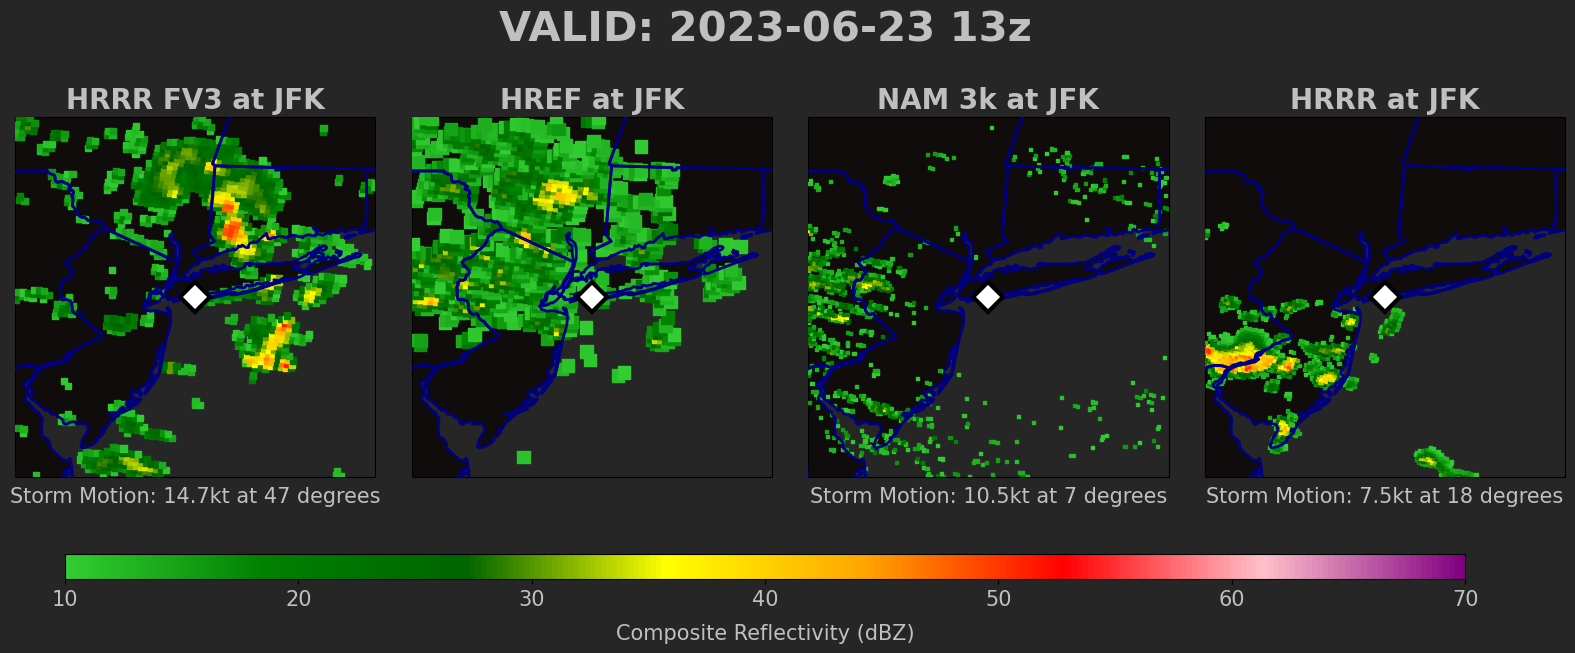 VALID: 2023-06-23 13z
HRRR FV3 at JFK
HREF at JFK
NAM 3k at JFK
HRRR at JFK
Storm Motion: 14.7kt at 47 degrees
Storm Motion: 10.5kt at 7 degrees
Storm Motion: 7.5kt at 18 degrees
10 20 30 40 50 60 70
Composite Reflectivity (dBZ)